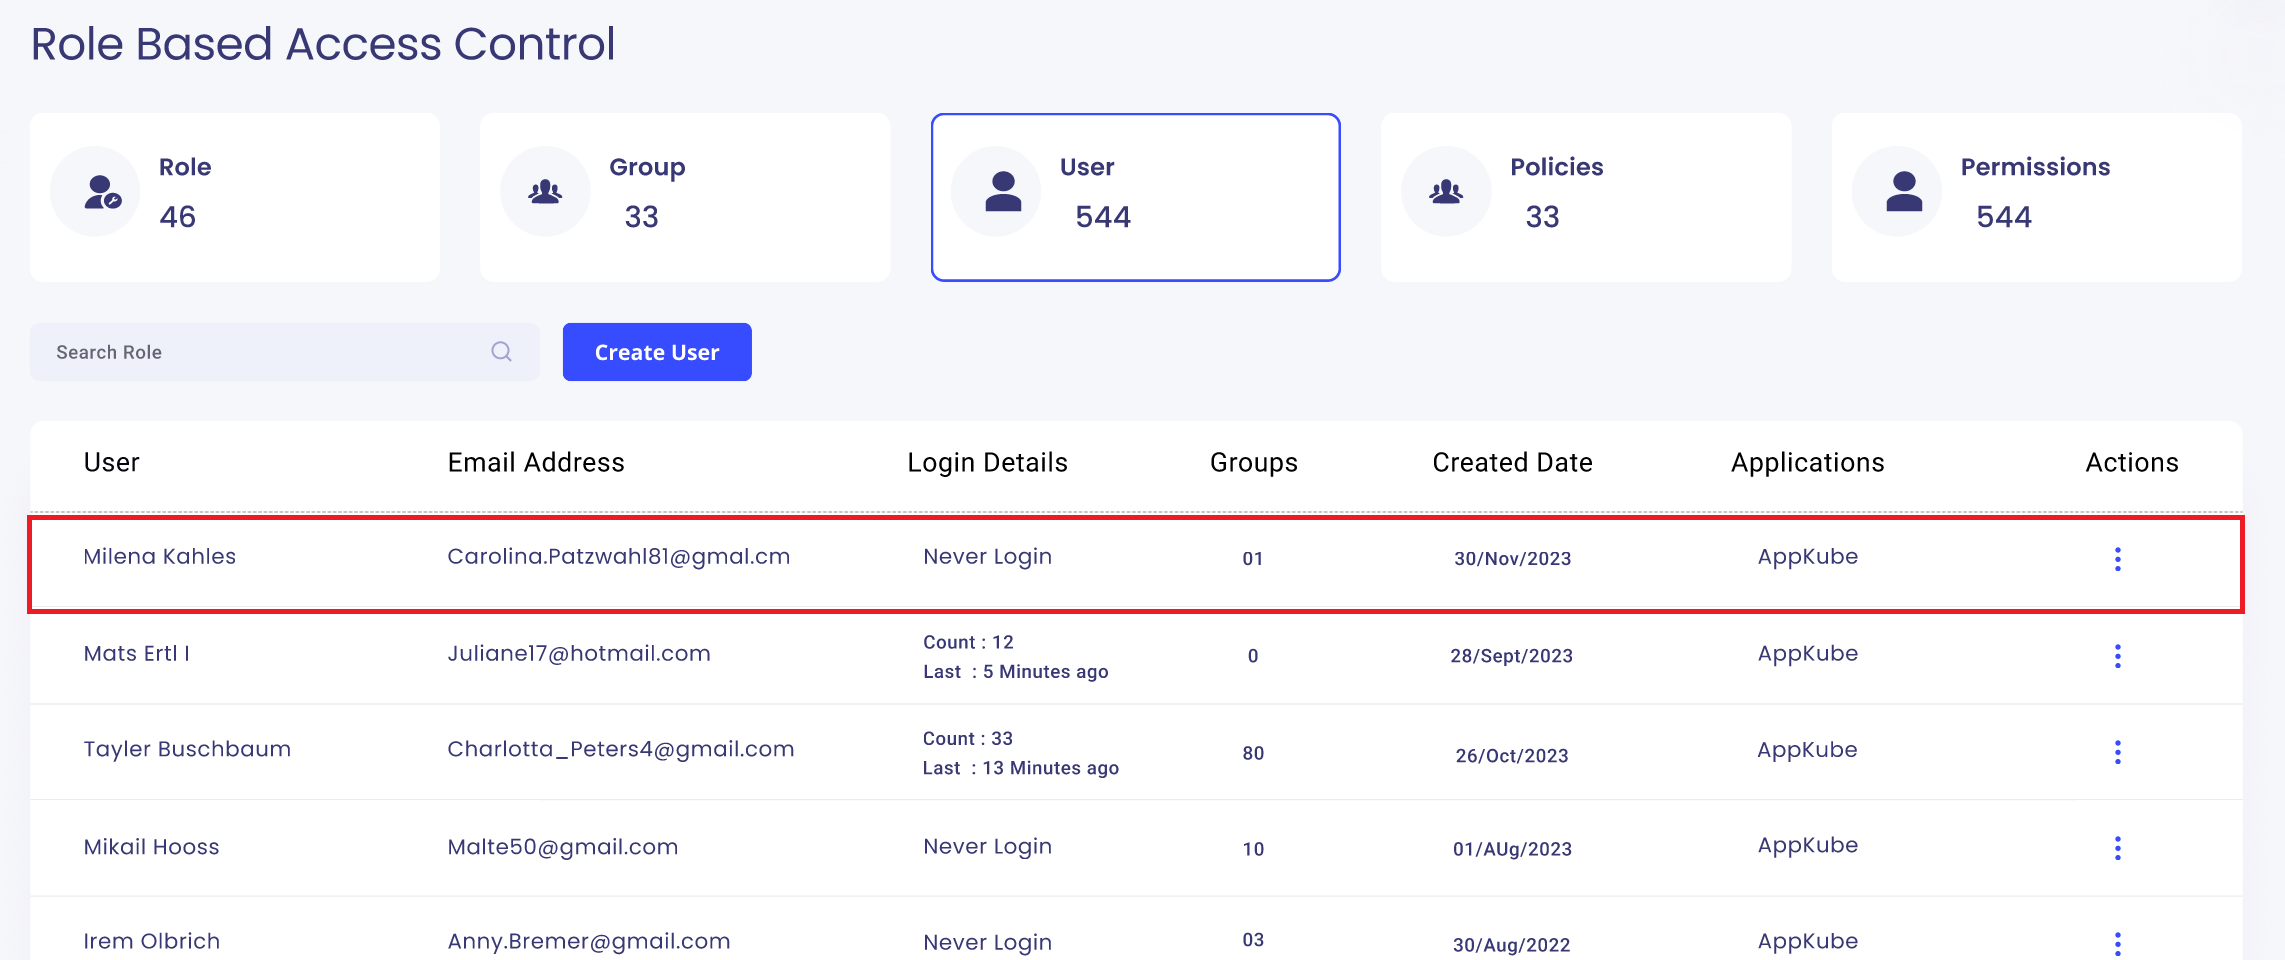 Role Based Access Control
Role
46
Group
33
User
544
Policies
33
Permissions
544
Search Role
Create User
User Email Address Login Details Groups Created Date Applications Actions
Milena Kahles Carolina.Patzwahl81@gmal.cm Never Login 01 30/Nov/2023 AppKube
Mats Ertl I Juliane17@hotmail.com Count : 12 Last : 5 Minutes ago 0 28/Sept/2023 AppKube
Tayler Buschbaum Charlotta_Peters4@gmail.com Count : 33 Last : 13 Minutes ago 80 26/Oct/2023 AppKube
Mikail Hooss Malte50@gmail.com Never Login 10 01/AUg/2023 AppKube
Irem Olbrich Anny.Bremer@gmail.com Never Login 03 30/Aug/2022 AppKube